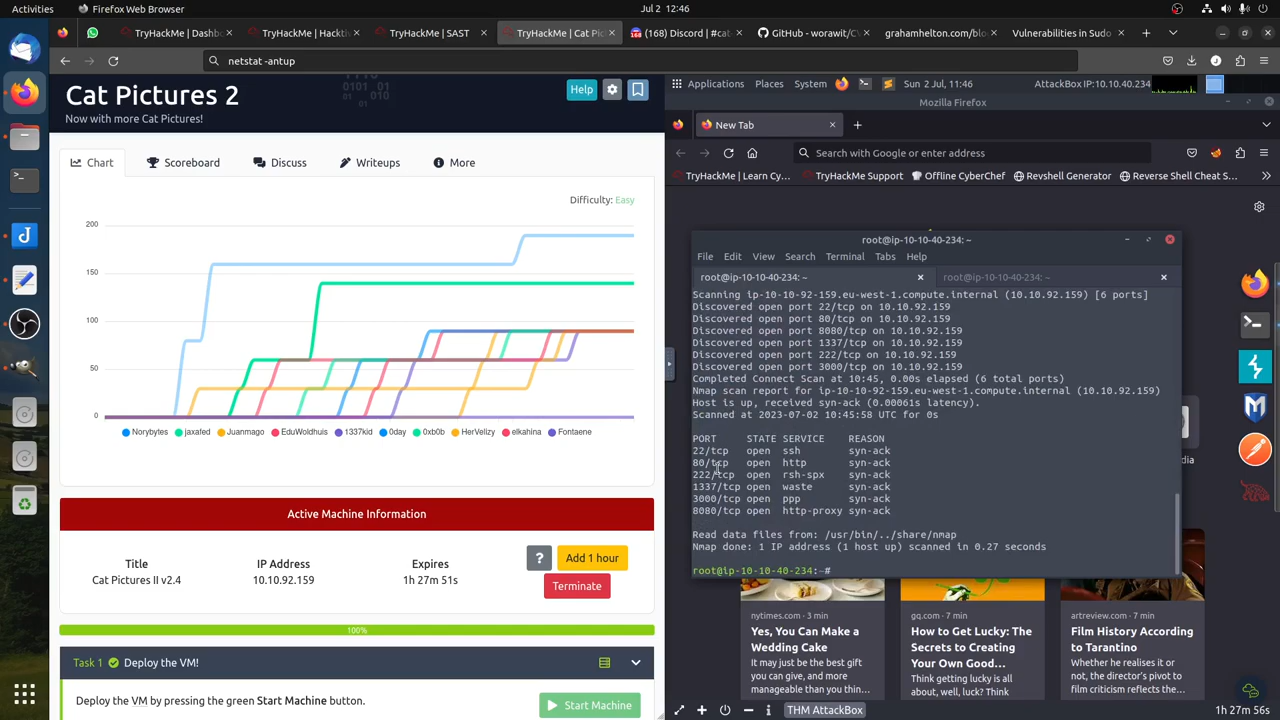 Activities
Firefox Web Browser
Jul 2 12:46
TryHackMe | Dashb
TryHackMe | Hackti
TryHackMe | SAST
TryHackMe | Cat Pic
(168) Discord | #cat
GitHub - worawit/CV
grahamhelton.com/blo
Vulnerabilities in Sudo
netstat -antup
Cat Pictures 2
Now with more Cat Pictures!
Help
Chart
Scoreboard
Discuss
Writeups
More
Difficulty: Easy
200
150
100
50
0
Norybytes jaxafed Juanmago EduWoldhuis 1337kid 0day 0xb0b HerVelizy elkahina Fontaene
Active Machine Information
Title
IP Address
Expires
Cat Pictures II v2.4
10.10.92.159
1h 27m 51s
?
Add 1 hour
Terminate
100%
Task 1
Deploy the VM!
Deploy the VM by pressing the green Start Machine button.
Start Machine
Applications Places System
Sun 2 Jul, 11:46
AttackBox IP:10.10.40.234
Mozilla Firefox
New Tab
Search with Google or enter address
TryHackMe | Learn Cy...
TryHackMe Support
Offline CyberChef
Revshell Generator
Reverse Shell Cheat S...
root@ip-10-10-40-234: ~
File Edit View Search Terminal Tabs Help
root@ip-10-10-40-234: ~
root@ip-10-10-40-234: ~
Scanning ip-10-10-92-159.eu-west-1.compute.internal (10.10.92.159) [6 ports]
Discovered open port 22/tcp on 10.10.92.159
Discovered open port 80/tcp on 10.10.92.159
Discovered open port 8080/tcp on 10.10.92.159
Discovered open port 1337/tcp on 10.10.92.159
Discovered open port 222/tcp on 10.10.92.159
Discovered open port 3000/tcp on 10.10.92.159
Completed Connect Scan at 10:45, 0.00s elapsed (6 total ports)
Nmap scan report for ip-10-10-92-159.eu-west-1.compute.internal (10.10.92.159)
Host is up, received syn-ack (0.00061s latency).
Scanned at 2023-07-02 10:45:58 UTC for 0s
PORT STATE SERVICE REASON
22/tcp open ssh syn-ack
80/tcp open http syn-ack
222/tcp open rsh-spx syn-ack
1337/tcp open waste syn-ack
3000/tcp open ppp syn-ack
8080/tcp open http-proxy syn-ack
Read data files from: /usr/bin/../share/nmap
Nmap done: 1 IP address (1 host up) scanned in 0.27 seconds
root@ip-10-10-40-234:~#
nytimes.com · 3 min
Yes, You Can Make a
Wedding Cake
It may just be the best gift
you can give, and more
manageable than you thin...
gq.com · 7 min
How to Get Lucky: The
Secrets to Creating
Your Own Good...
Think getting lucky is all
about, well, luck? Think
artreview.com · 7 min
Film History According
to Tarantino
Whether he realises it or
not, the director's pivot to
film criticism reflects the...
THM AttackBox
1h 27m 56s